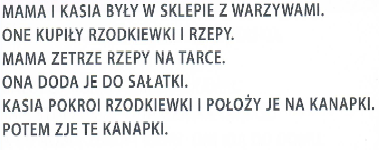 MAMA I KASIA BYŁY W SKLEPIE Z WARZYWAMI.
ONE KUPIŁY RZODKIEWKI I RZEPY.
MAMA ZETRZE RZEPY NA TARCE.
ONA DODA JE DO SAŁATKI.
KASIA POKROI RZODKIEWKI I POŁOŻY JE NA KANAPKI.
POTEM ZJE TE KANAPKI.